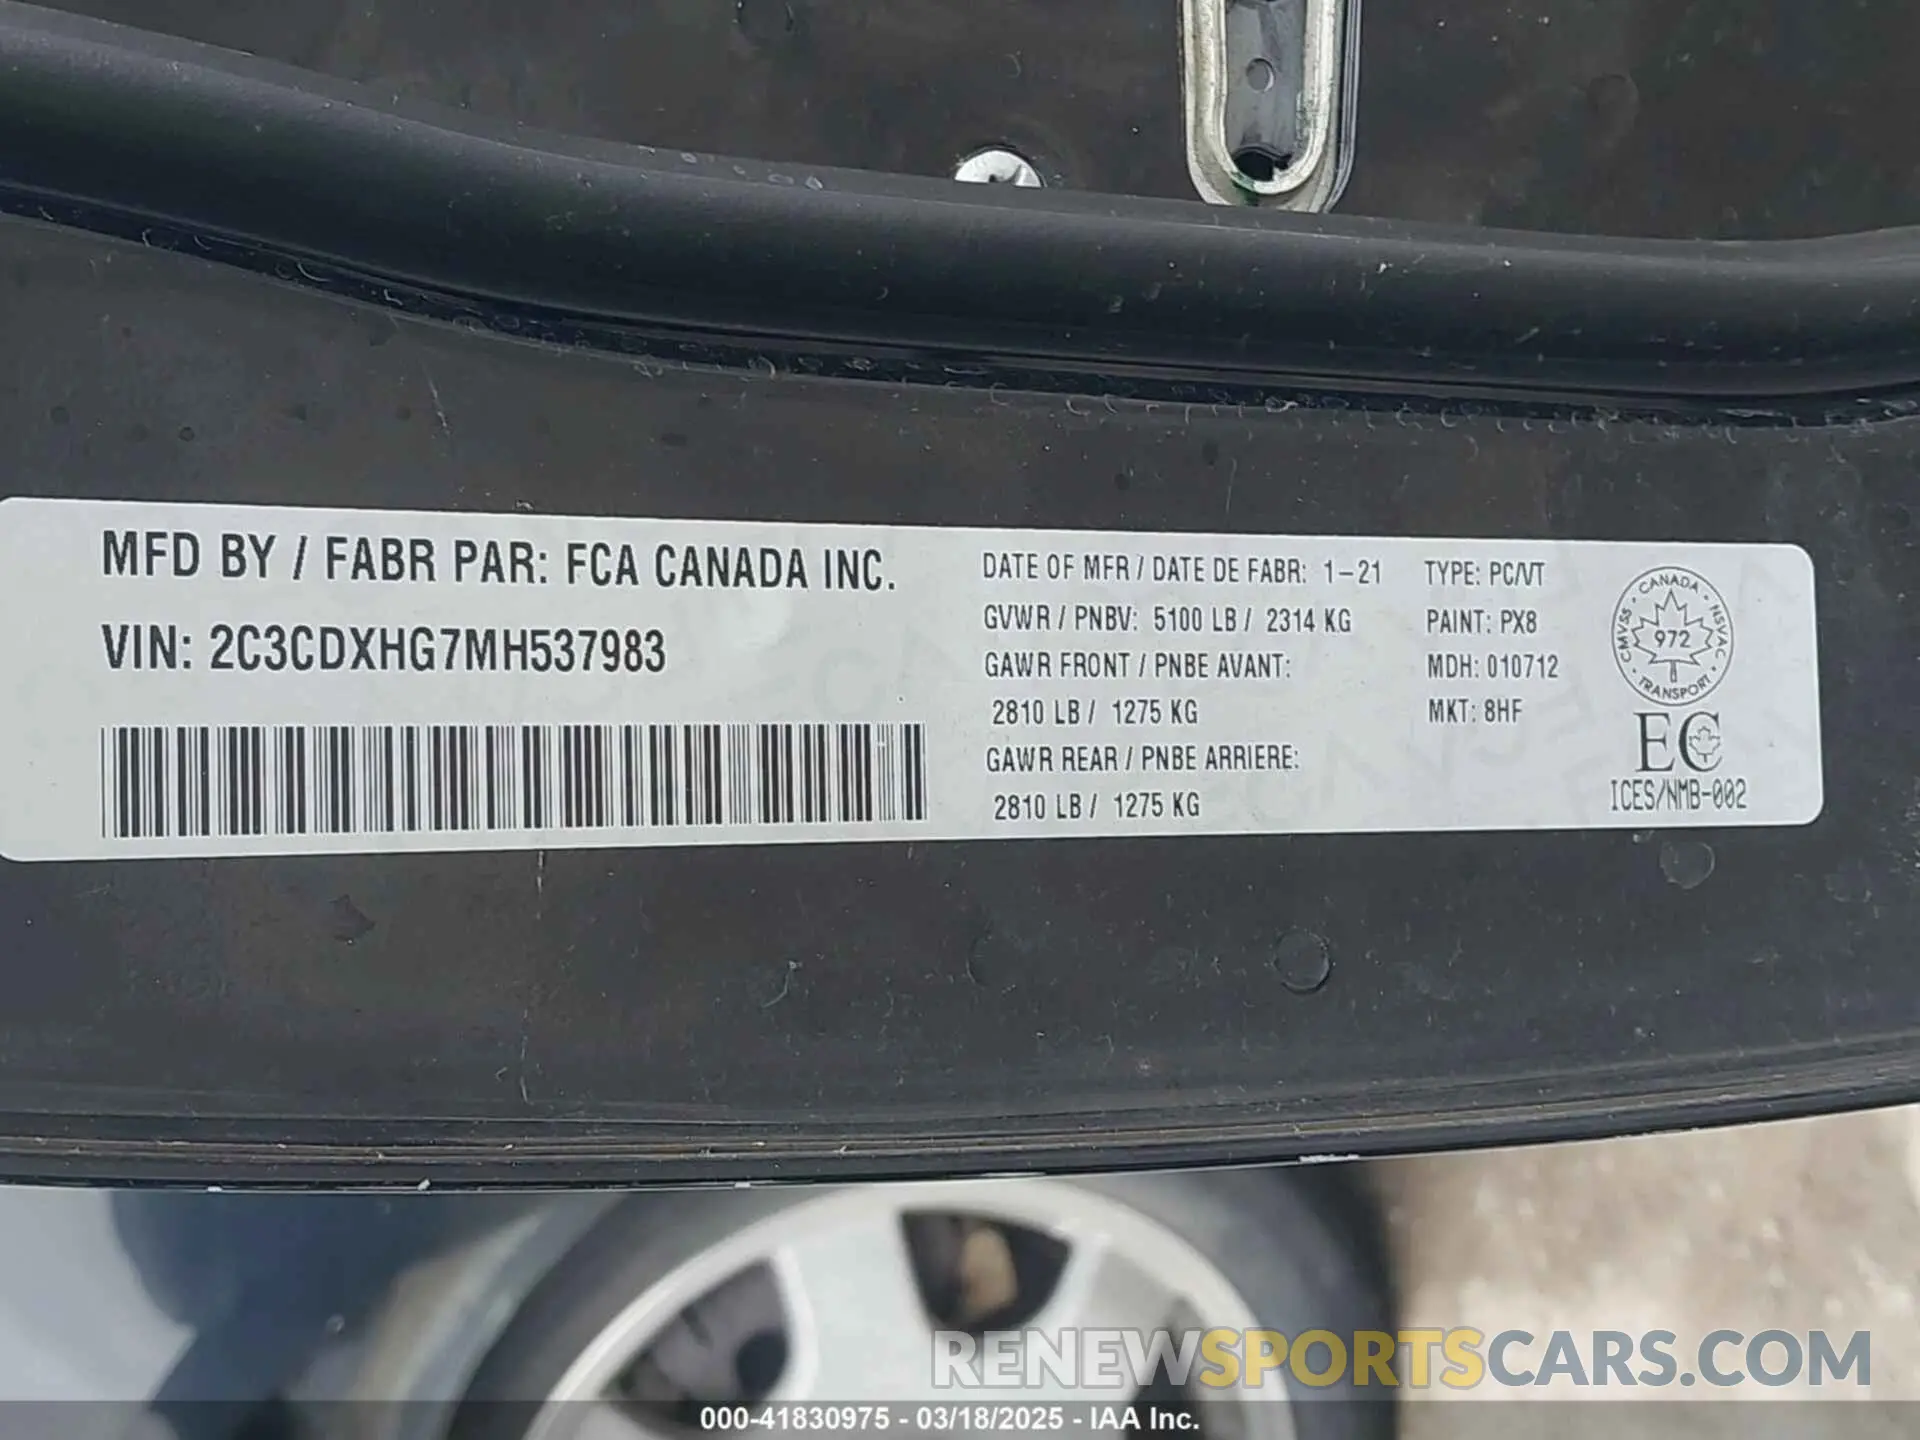 MFD BY / FABR PAR: FCA CANADA INC.
VIN: 2C3CDXHG7MH537983
DATE OF MFR / DATE DE FABR: 1-21
GVWR / PNBV: 5100 LB / 2314 KG
GAWR FRONT / PNBE AVANT:
2810 LB / 1275 KG
GAWR REAR / PNBE ARRIERE:
2810 LB / 1275 KG
TYPE: PC/VT
PAINT: PX8
MDH: 010712
MKT: 8HF
CANADA · NSVAC · TRANSPORT · CMVSS ·
972
EC
ICES/NMB-002
RENEWSPORTSCARS.COM
000-41830975 - 03/18/2025 - IAA Inc.